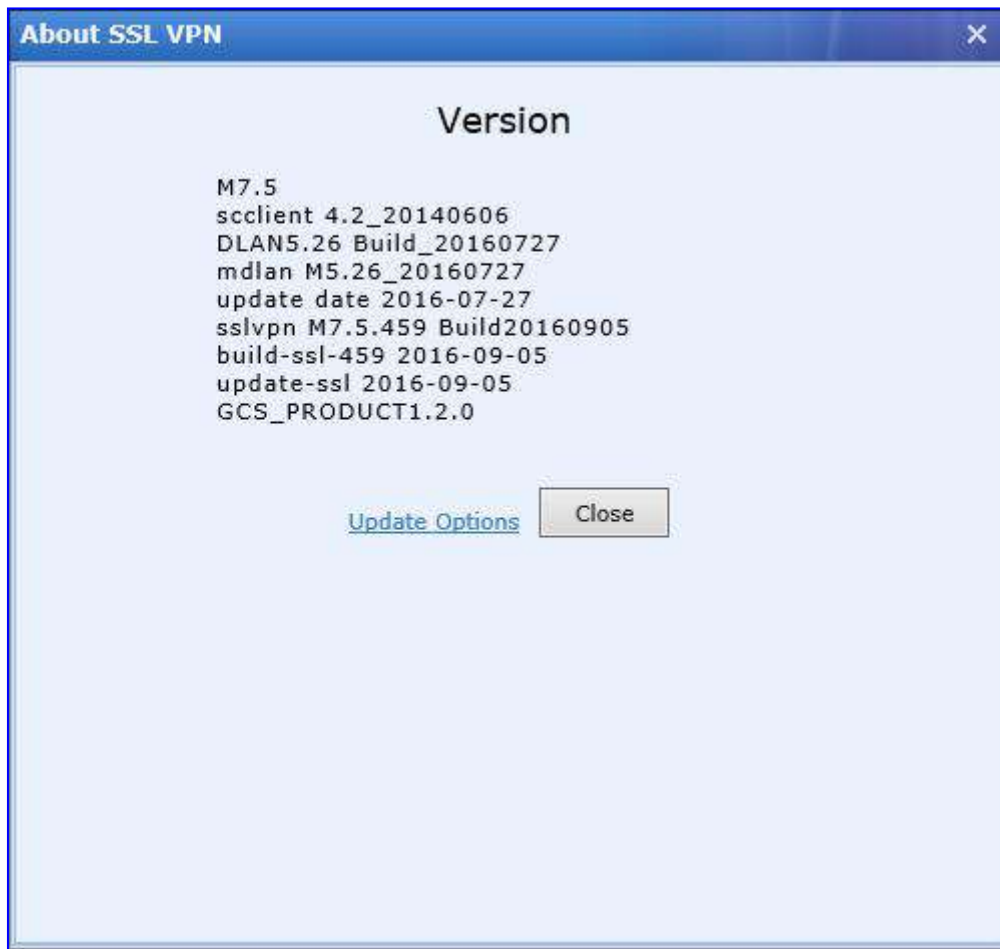 About SSL VPN
Version
M7.5
scclient 4.2_20140606
DLAN5.26 Build_20160727
mdlan M5.26_20160727
update date 2016-07-27
sslvpn M7.5.459 Build20160905
build-ssl-459 2016-09-05
update-ssl 2016-09-05
GCS_PRODUCT1.2.0
Update Options Close